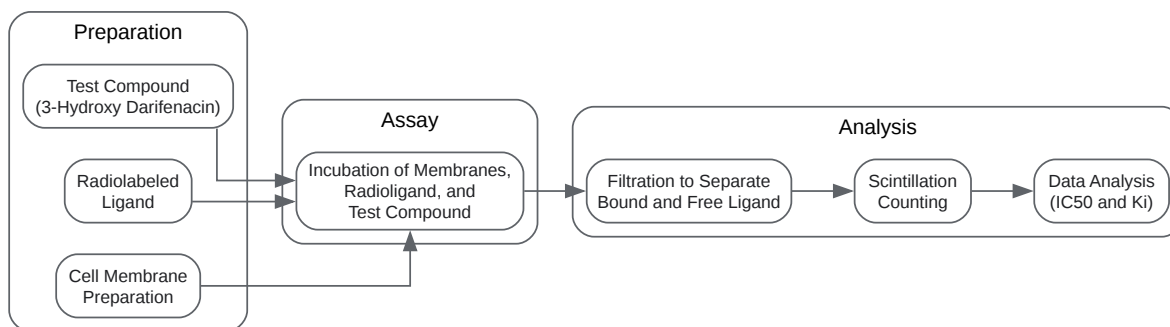 Preparation
Test Compound
(3-Hydroxy Darifenacin)
Radiolabeled
Ligand
Cell Membrane
Preparation
Assay
Incubation of Membranes,
Radioligand, and
Test Compound
Analysis
Filtration to Separate
Bound and Free Ligand
Scintillation
Counting
Data Analysis
(IC50 and Ki)